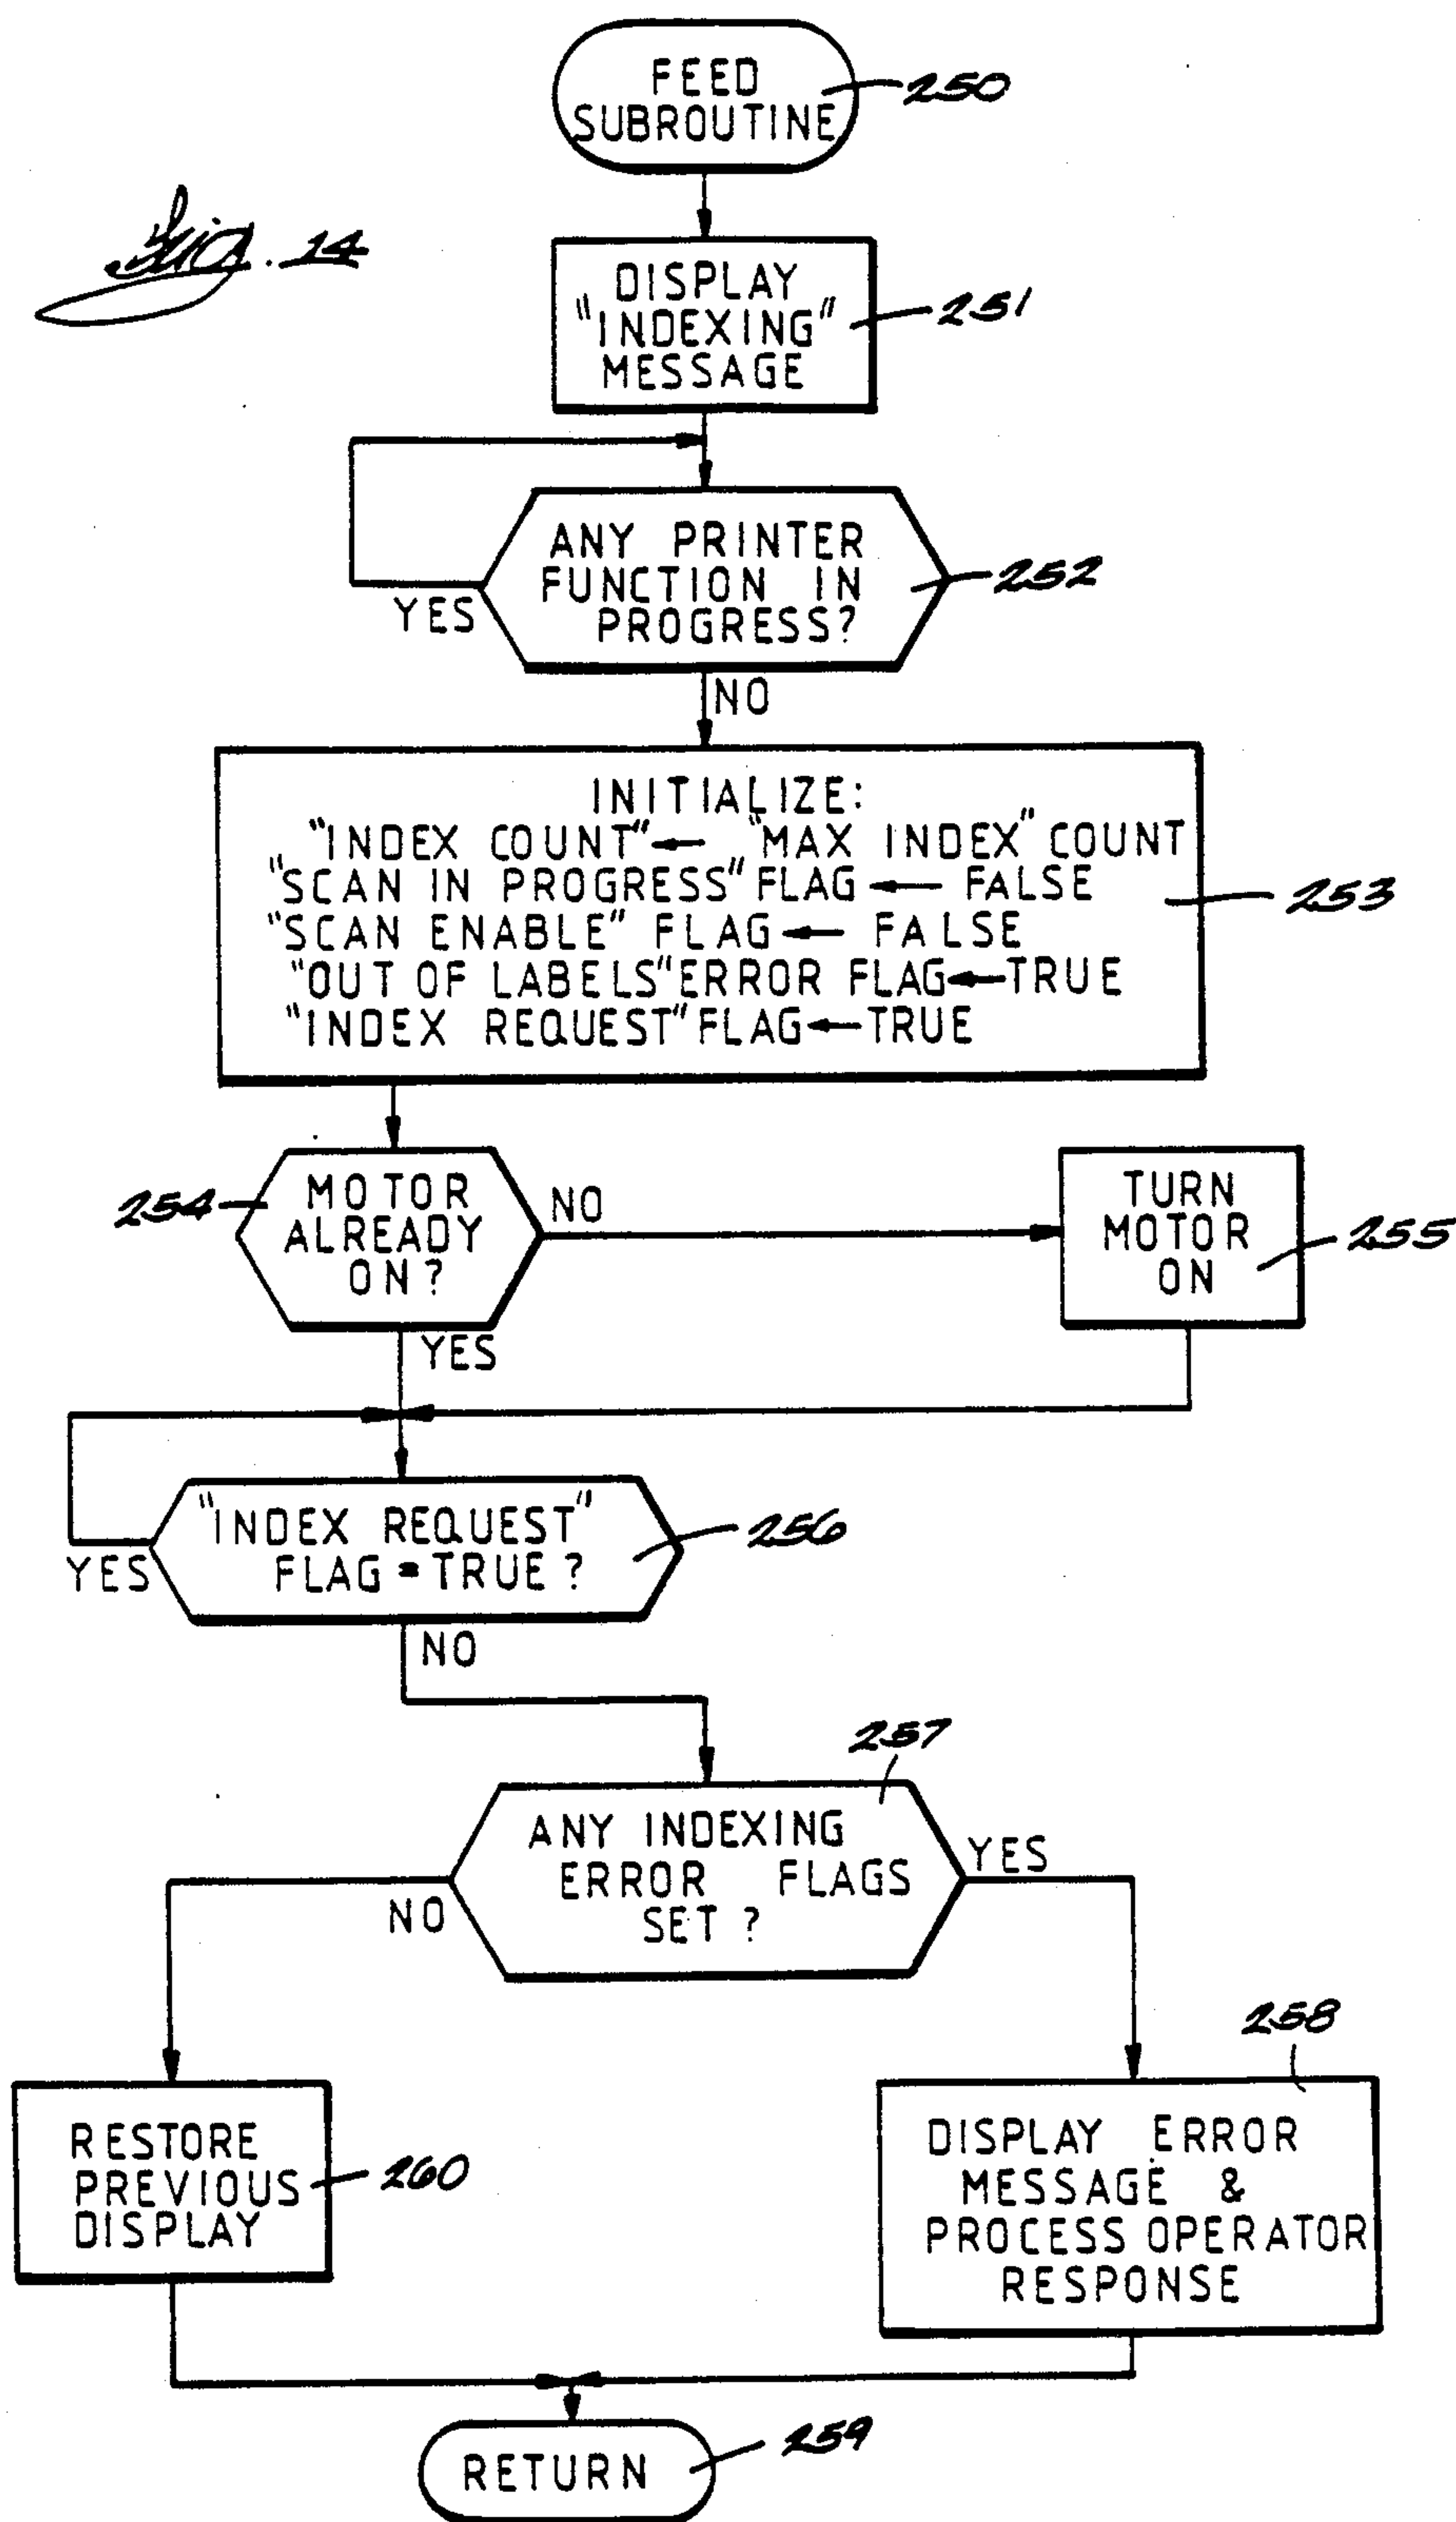 FEED
SUBROUTINE
250
Fig. 14
DISPLAY
"INDEXING"
MESSAGE
251
ANY PRINTER
FUNCTION IN
PROGRESS?
252
YES
NO
INITIALIZE:
"INDEX COUNT" ← "MAX INDEX" COUNT
"SCAN IN PROGRESS" FLAG ← FALSE
"SCAN ENABLE" FLAG ← FALSE
"OUT OF LABELS" ERROR FLAG ← TRUE
"INDEX REQUEST" FLAG ← TRUE
253
254
MOTOR
ALREADY
ON?
NO
YES
TURN
MOTOR
ON
255
"INDEX REQUEST"
FLAG = TRUE?
256
YES
NO
257
ANY INDEXING
ERROR FLAGS
SET?
YES
NO
258
RESTORE
PREVIOUS
DISPLAY
260
DISPLAY ERROR
MESSAGE &
PROCESS OPERATOR
RESPONSE
RETURN
259